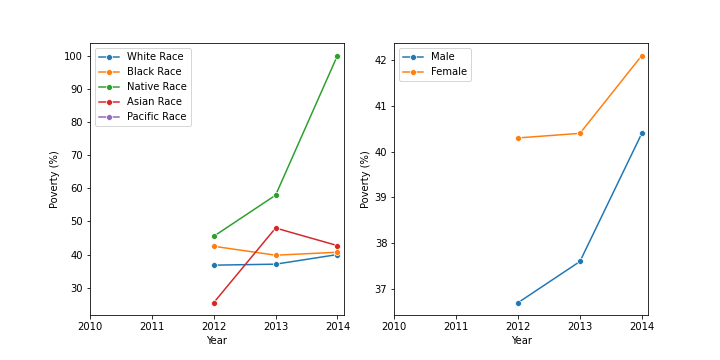 White Race
Black Race
Native Race
Asian Race
Pacific Race
100
90
80
70
60
50
40
30
Poverty (%)
2010 2011 2012 2013 2014
Year
Male
Female
42
41
40
39
38
37
Poverty (%)
2010 2011 2012 2013 2014
Year